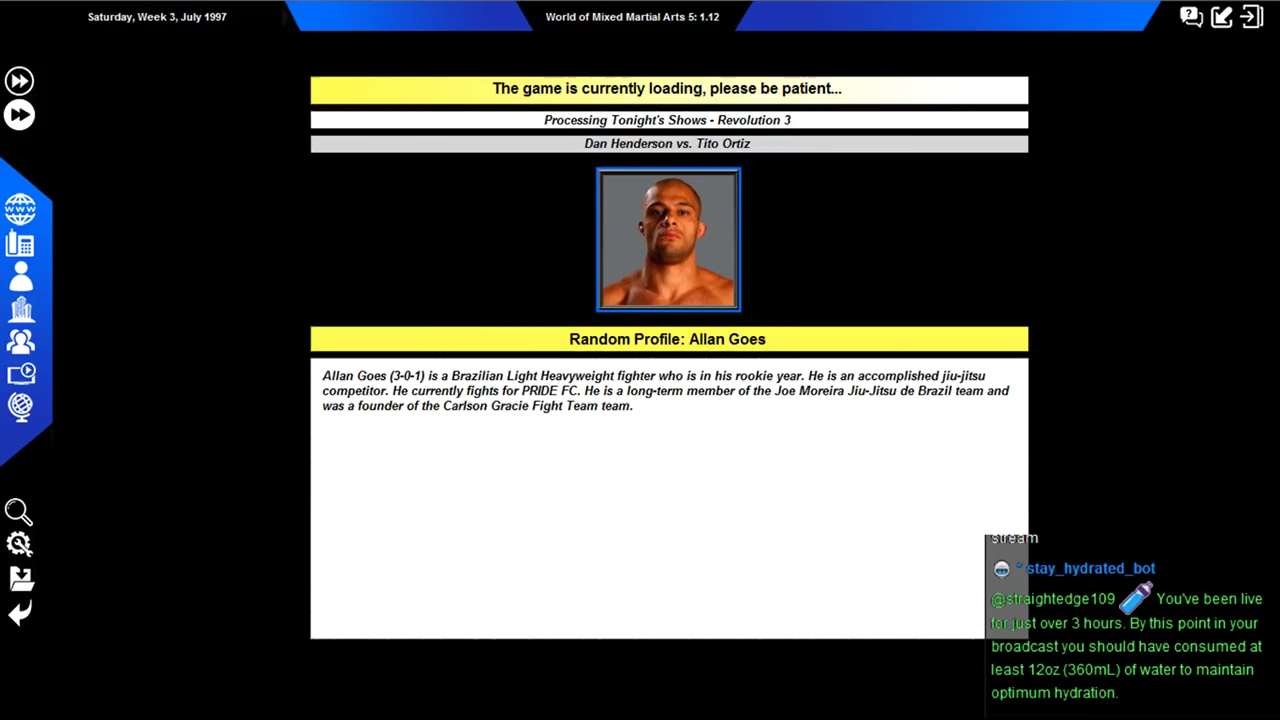 Saturday, Week 3, July 1997
World of Mixed Martial Arts 5: 1.12
The game is currently loading, please be patient...
Processing Tonight's Shows - Revolution 3
Dan Henderson vs. Tito Ortiz
Random Profile: Allan Goes
Allan Goes (3-0-1) is a Brazilian Light Heavyweight fighter who is in his rookie year. He is an accomplished jiu-jitsu
competitor. He currently fights for PRIDE FC. He is a long-term member of the Joe Moreira Jiu-Jitsu de Brazil team and
was a founder of the Carlson Gracie Fight Team team.
WWW
stream
* stay_hydrated_bot
@straightedge109 You've been live
for just over 3 hours. By this point in your
broadcast you should have consumed at
least 12oz (360mL) of water to maintain
optimum hydration.